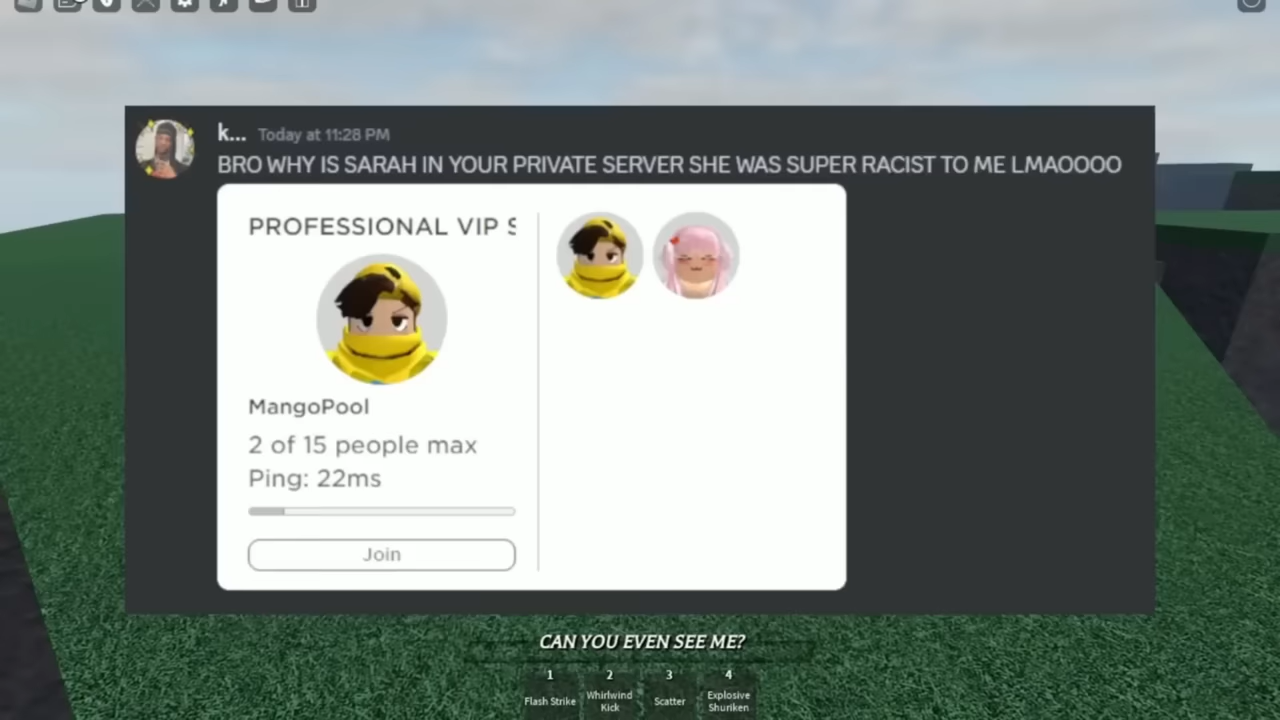 k... Today at 11:28 PM
BRO WHY IS SARAH IN YOUR PRIVATE SERVER SHE WAS SUPER RACIST TO ME LMAOOOO
PROFESSIONAL VIP S
MangoPool
2 of 15 people max
Ping: 22ms
Join
CAN YOU EVEN SEE ME?
1 2 3 4
Flash Strike Whirlwind Kick Scatter Explosive Shuriken